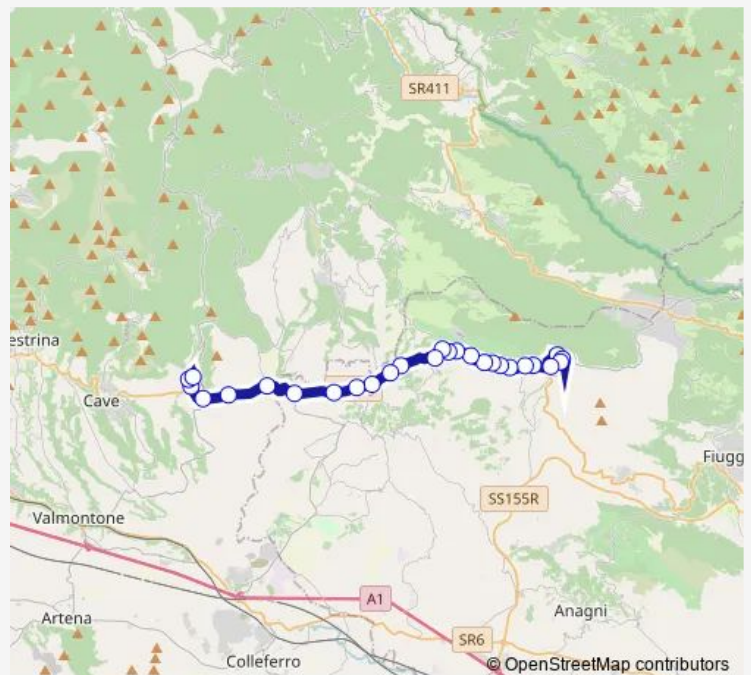 SR411
estrina
Cave
Fiugg
SS155R
Valmontone
A1
Artena
Anagni
SR6
Colleferro
© OpenStreetMap contributors